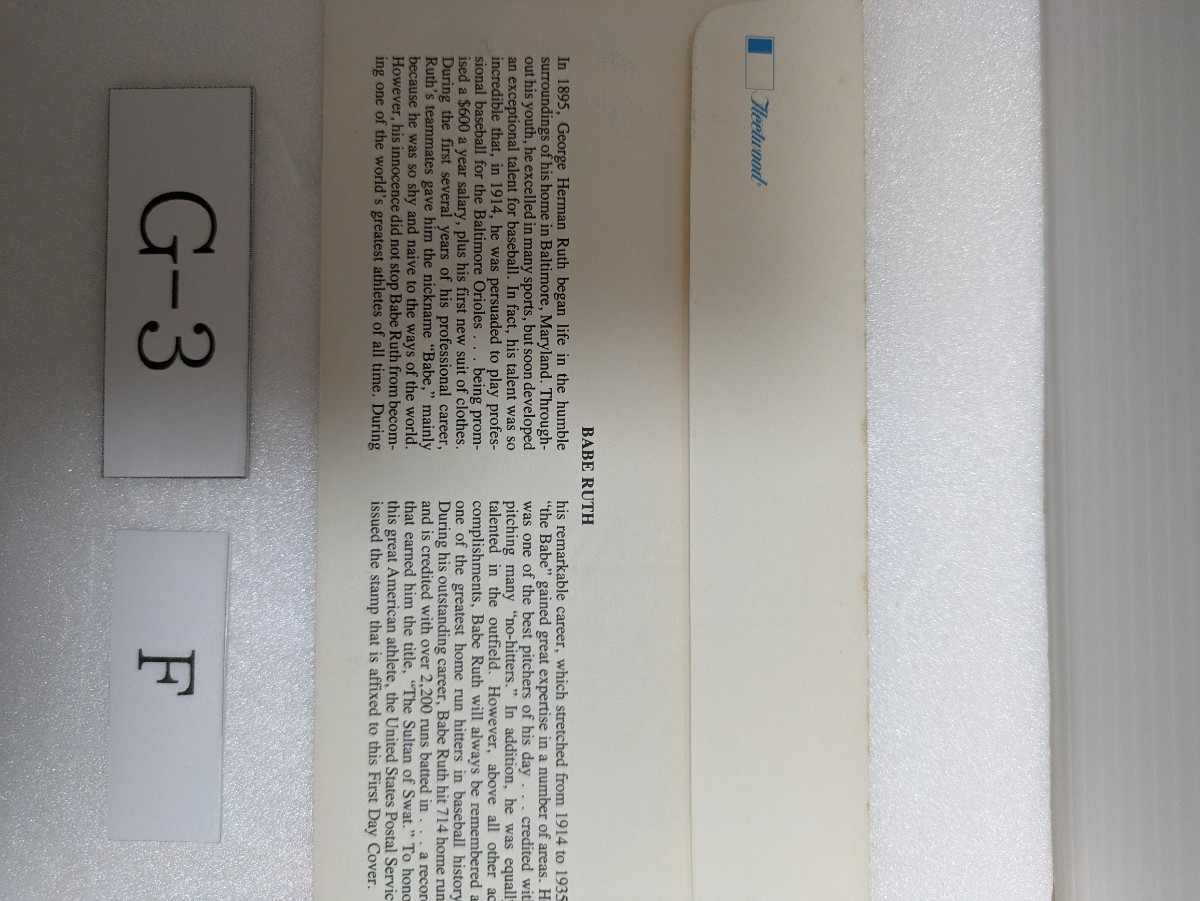 Fleetwood
BABE RUTH
In 1895, George Herman Ruth began life in the humble
surroundings of his home in Baltimore, Maryland. Through-
out his youth, he excelled in many sports, but soon developed
an exceptional talent for baseball. In fact, his talent was so
incredible that, in 1914, he was persuaded to play profes-
sional baseball for the Baltimore Orioles . . . being prom-
ised a $600 a year salary, plus his first new suit of clothes.
During the first several years of his professional career,
Ruth's teammates gave him the nickname "Babe," mainly
because he was so shy and naive to the ways of the world.
However, his innocence did not stop Babe Ruth from becom-
ing one of the world's greatest athletes of all time. During
his remarkable career, which stretched from 1914 to 1935
"the Babe" gained great expertise in a number of areas. H
was one of the best pitchers of his day . . . credited wit
pitching many "no-hitters." In addition, he was equall
talented in the outfield. However, above all other ac
complishments, Babe Ruth will always be remembered a
one of the greatest home run hitters in baseball history
During his outstanding career, Babe Ruth hit 714 home run
and is credited with over 2,200 runs batted in . . . a recor
that earned him the title, "The Sultan of Swat." To hono
this great American athlete, the United States Postal Servic
issued the stamp that is affixed to this First Day Cover.
G-3
F